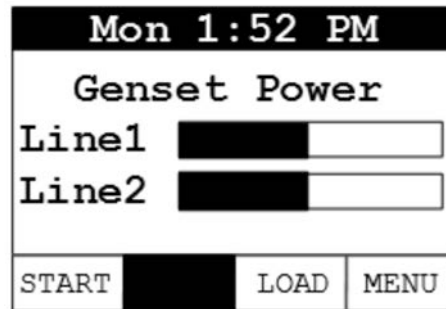 Mon 1:52 PM
Genset Power
Line1
Line2
START LOAD MENU